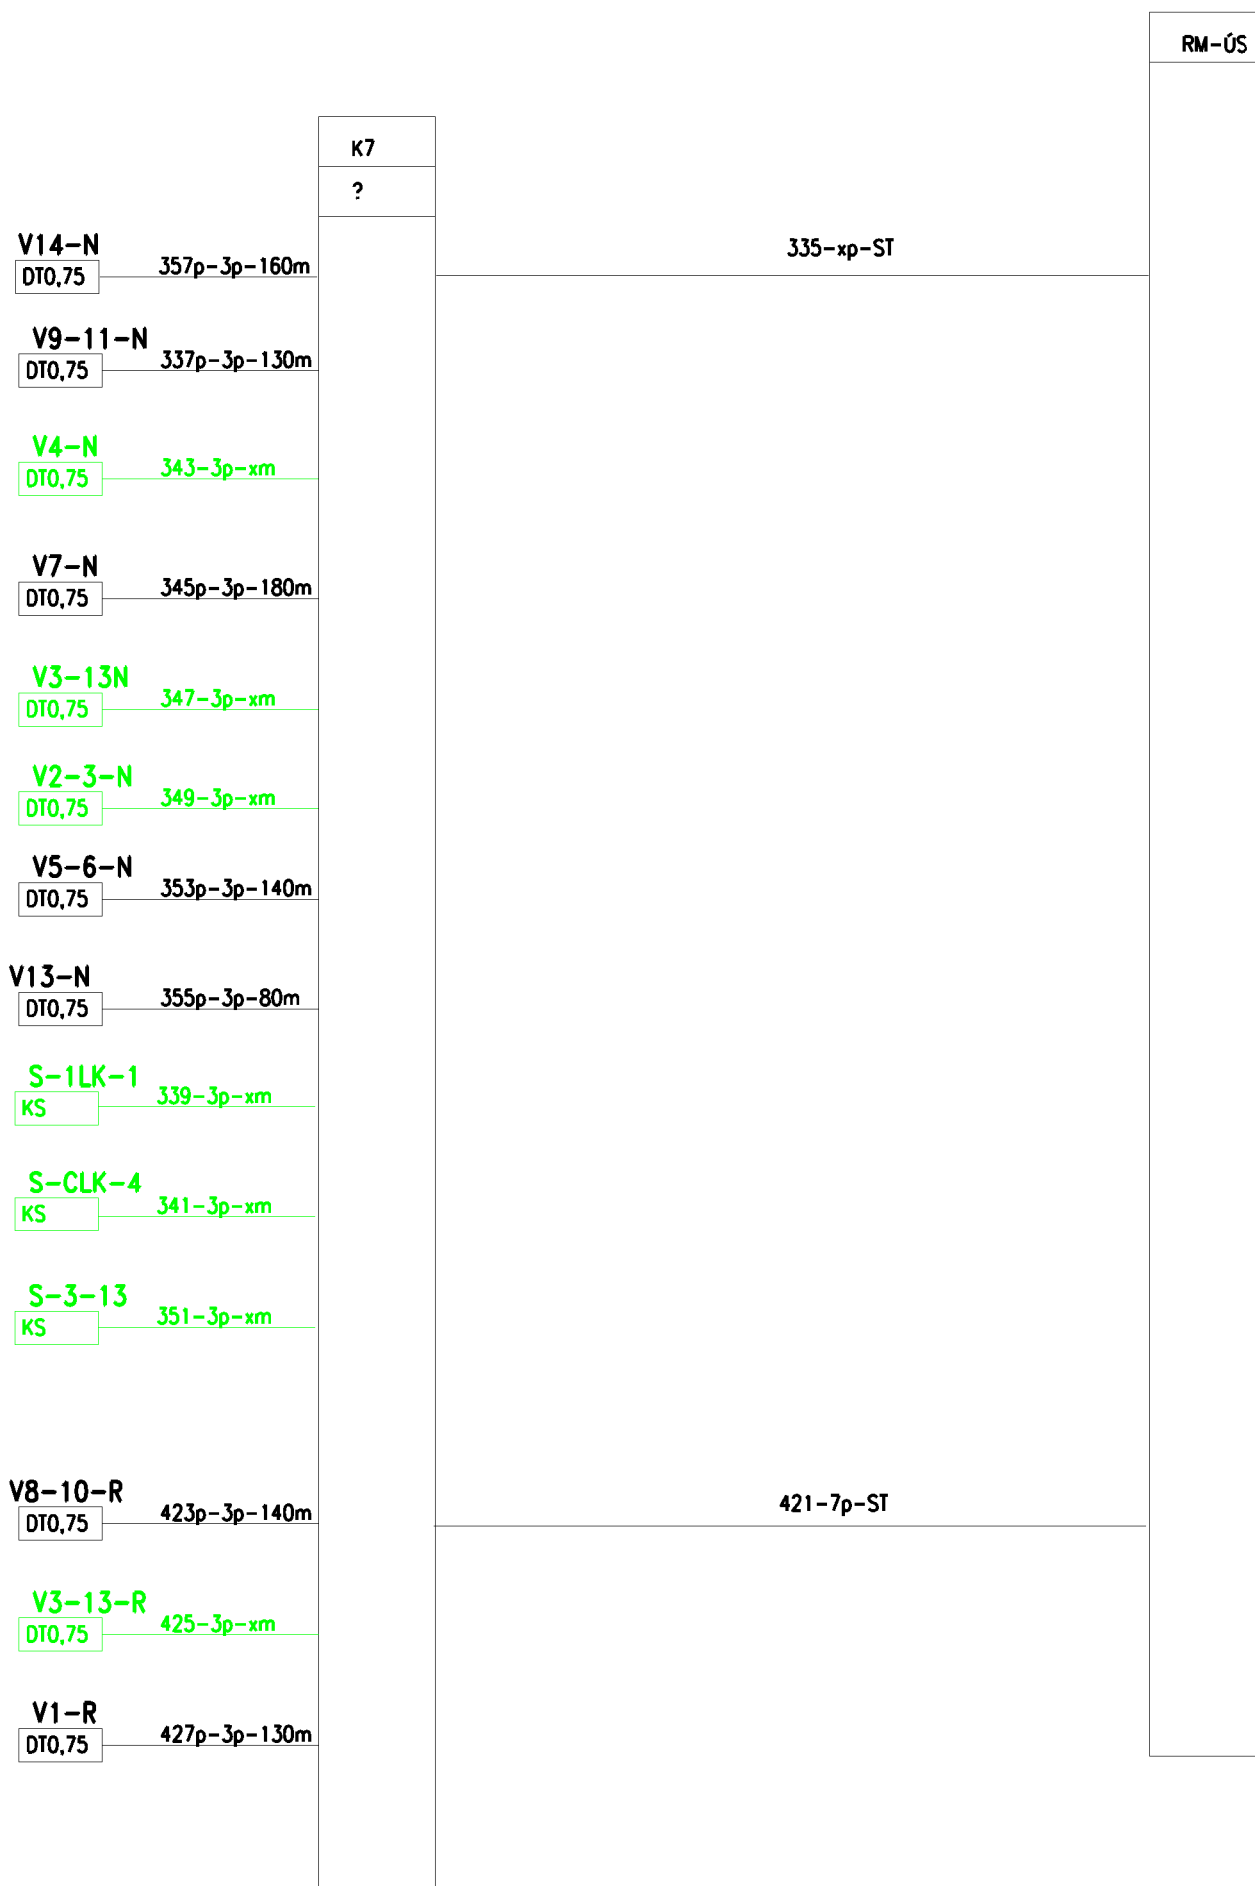 RM-ÚS
K7
?
V14-N
357p-3p-160m
DT0,75
335-xp-ST
V9-11-N
337p-3p-130m
DT0,75
V4-N
343-3p-xm
DT0,75
V7-N
345p-3p-180m
DT0,75
V3-13N
347-3p-xm
DT0,75
V2-3-N
349-3p-xm
DT0,75
V5-6-N
353p-3p-140m
DT0,75
V13-N
355p-3p-80m
DT0,75
S-1LK-1
339-3p-xm
KS
S-CLK-4
341-3p-xm
KS
S-3-13
351-3p-xm
KS
V8-10-R
423p-3p-140m
DT0,75
421-7p-ST
V3-13-R
425-3p-xm
DT0,75
V1-R
427p-3p-130m
DT0,75